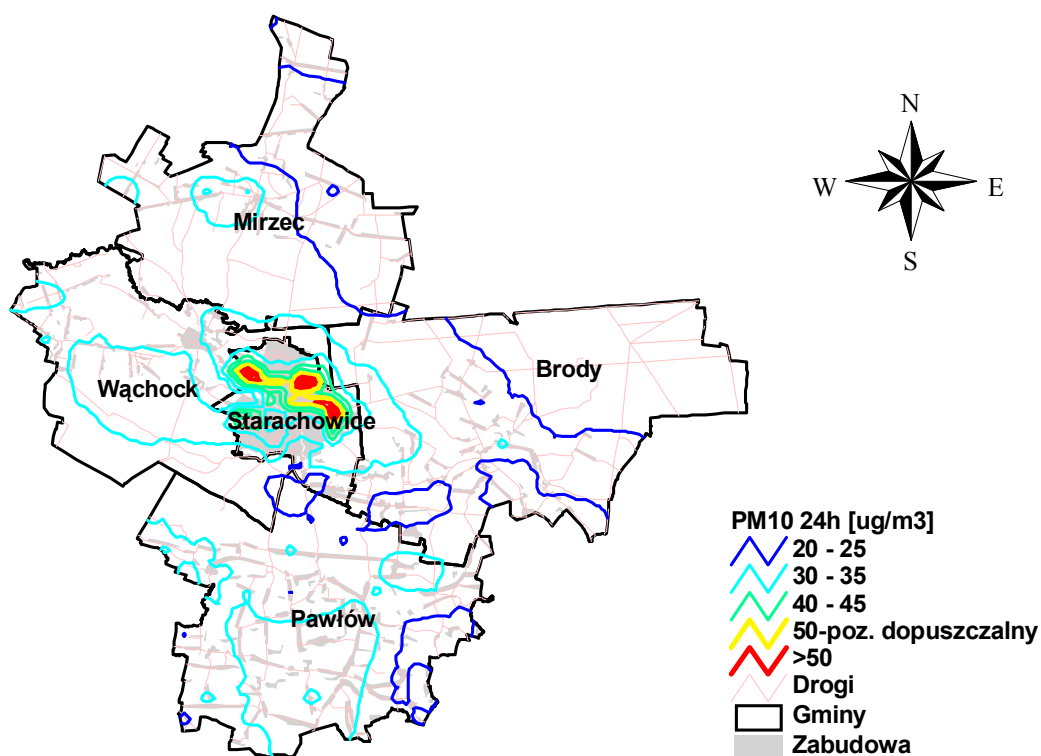 N
W
E
S
Mirzec
Brody
Wąchock
Starachowice
Pawłów
PM10 24h [ug/m3]
20 - 25
30 - 35
40 - 45
50-poz. dopuszczalny
>50
Drogi
Gminy
Zabudowa